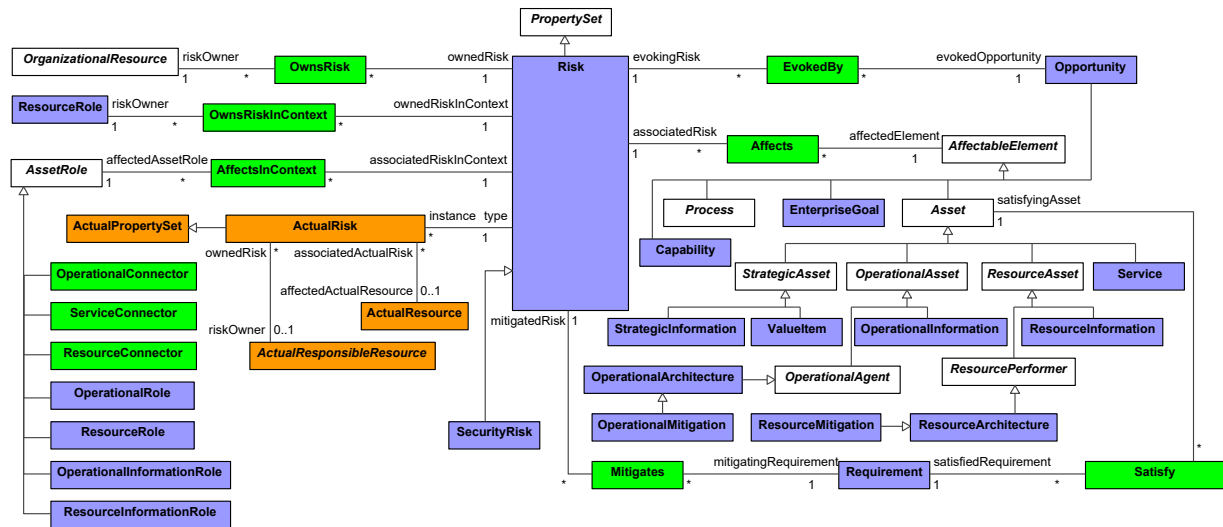 PropertySet
OrganizationalResource
riskOwner
1
*
OwnsRisk
*
ownedRisk
1
Risk
evokingRisk
1
*
EvokedBy
*
evokedOpportunity
1
Opportunity
ResourceRole
riskOwner
1
*
OwnsRiskInContext
*
ownedRiskInContext
1
associatedRisk
1
*
Affects
*
affectedElement
1
AffectableElement
AssetRole
affectedAssetRole
1
*
AffectsInContext
*
associatedRiskInContext
1
Capability
Process
EnterpriseGoal
Asset
satisfyingAsset
1
ActualPropertySet
ActualRisk
instance
*
type
1
ownedRisk
*
associatedActualRisk
*
StrategicAsset
OperationalAsset
ResourceAsset
Service
OperationalConnector
affectedActualResource
0..1
ActualResource
ServiceConnector
riskOwner
0..1
mitigatedRisk
1
StrategicInformation
ValueItem
OperationalInformation
ResourceInformation
ResourceConnector
ActualResponsibleResource
OperationalArchitecture
OperationalAgent
ResourcePerformer
OperationalRole
ResourceRole
SecurityRisk
OperationalMitigation
ResourceMitigation
ResourceArchitecture
OperationalInformationRole
*
Mitigates
*
mitigatingRequirement
1
Requirement
satisfiedRequirement
1
*
Satisfy
*
ResourceInformationRole